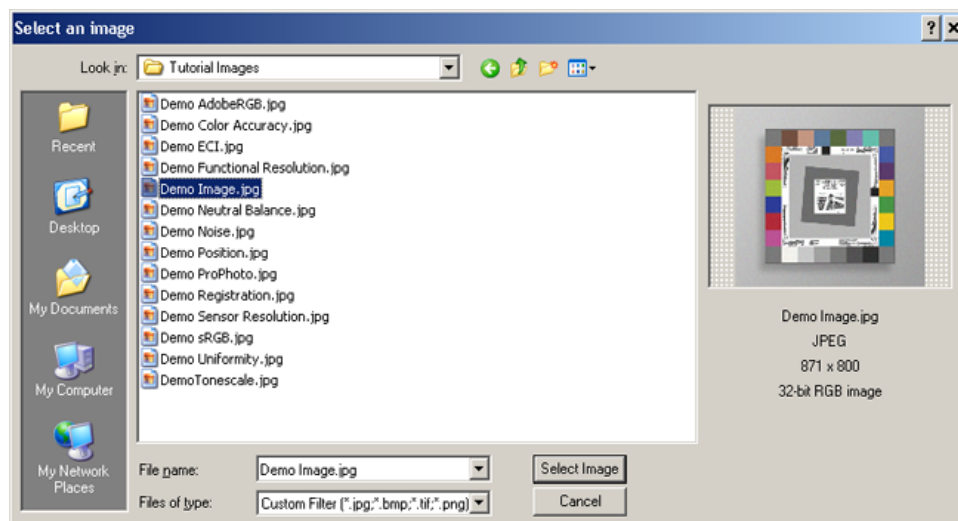 Select an image
Look in: Tutorial Images
Recent
Desktop
My Documents
My Computer
My Network
Places
Demo AdobeRGB.jpg
Demo Color Accuracy.jpg
Demo ECI.jpg
Demo Functional Resolution.jpg
Demo Image.jpg
Demo Neutral Balance.jpg
Demo Noise.jpg
Demo Position.jpg
Demo ProPhoto.jpg
Demo Registration.jpg
Demo Sensor Resolution.jpg
Demo sRGB.jpg
Demo Uniformity.jpg
DemoTonescale.jpg
Demo Image.jpg
JPEG
871 x 800
32-bit RGB image
File name: Demo Image.jpg Select Image
Files of type: Custom Filter (*.jpg;*.bmp;*.tif;*.png) Cancel